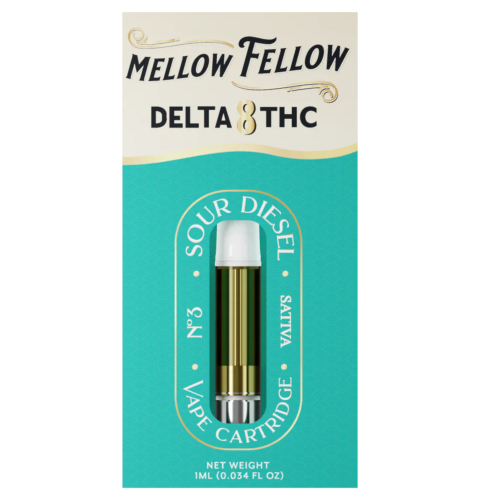 MELLOW FELLOW
DELTA 8 THC
SOUR DIESEL
Nº3
SATIVA
VAPE CARTRIDGE
NET WEIGHT
1ML (0.034 FL OZ)